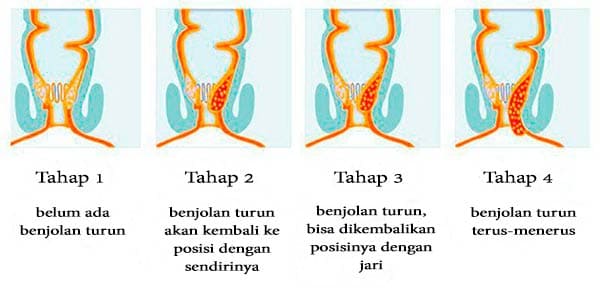 Tahap 1
belum ada
benjolan turun
Tahap 2
benjolan turun
akan kembali ke
posisi dengan
sendirinya
Tahap 3
benjolan turun,
bisa dikembalikan
posisinya dengan
jari
Tahap 4
benjolan turun
terus-menerus